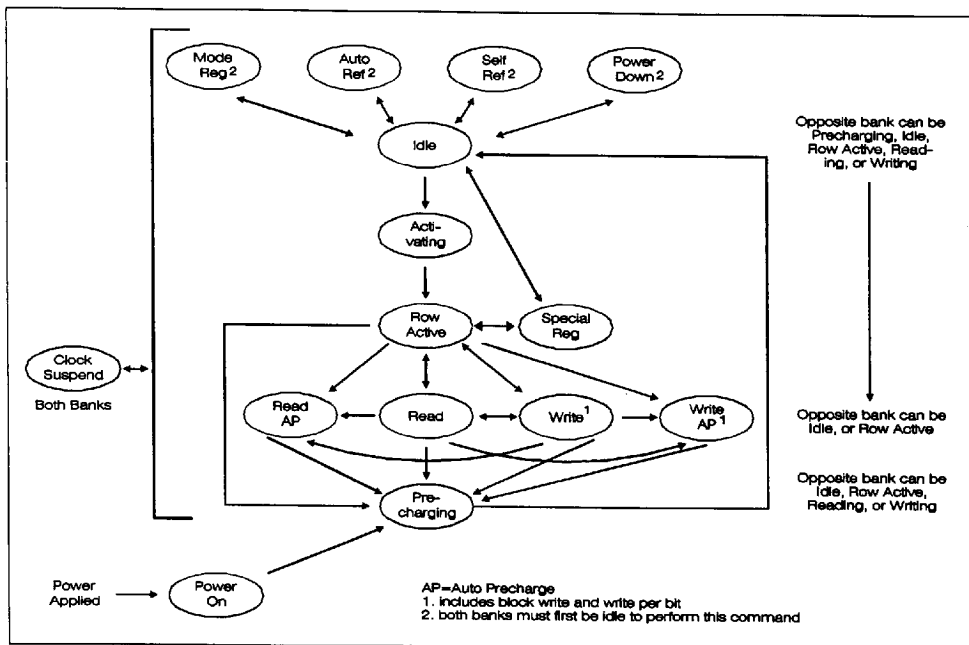 Mode
Reg 2
Auto
Ref 2
Self
Ref 2
Power
Down 2
Idle
Opposite bank can be
Precharging, Idle,
Row Active, Read-
ing, or Writing
Acti-
vating
Row
Active
Special
Reg
Clock
Suspend
Both Banks
Read
AP
Read
Write 1
Write
AP 1
Opposite bank can be
Idle, or Row Active
Pre-
charging
Opposite bank can be
Idle, Row Active,
Reading, or Writing
Power
Applied
Power
On
AP=Auto Precharge
1. includes block write and write per bit
2. both banks must first be idle to perform this command